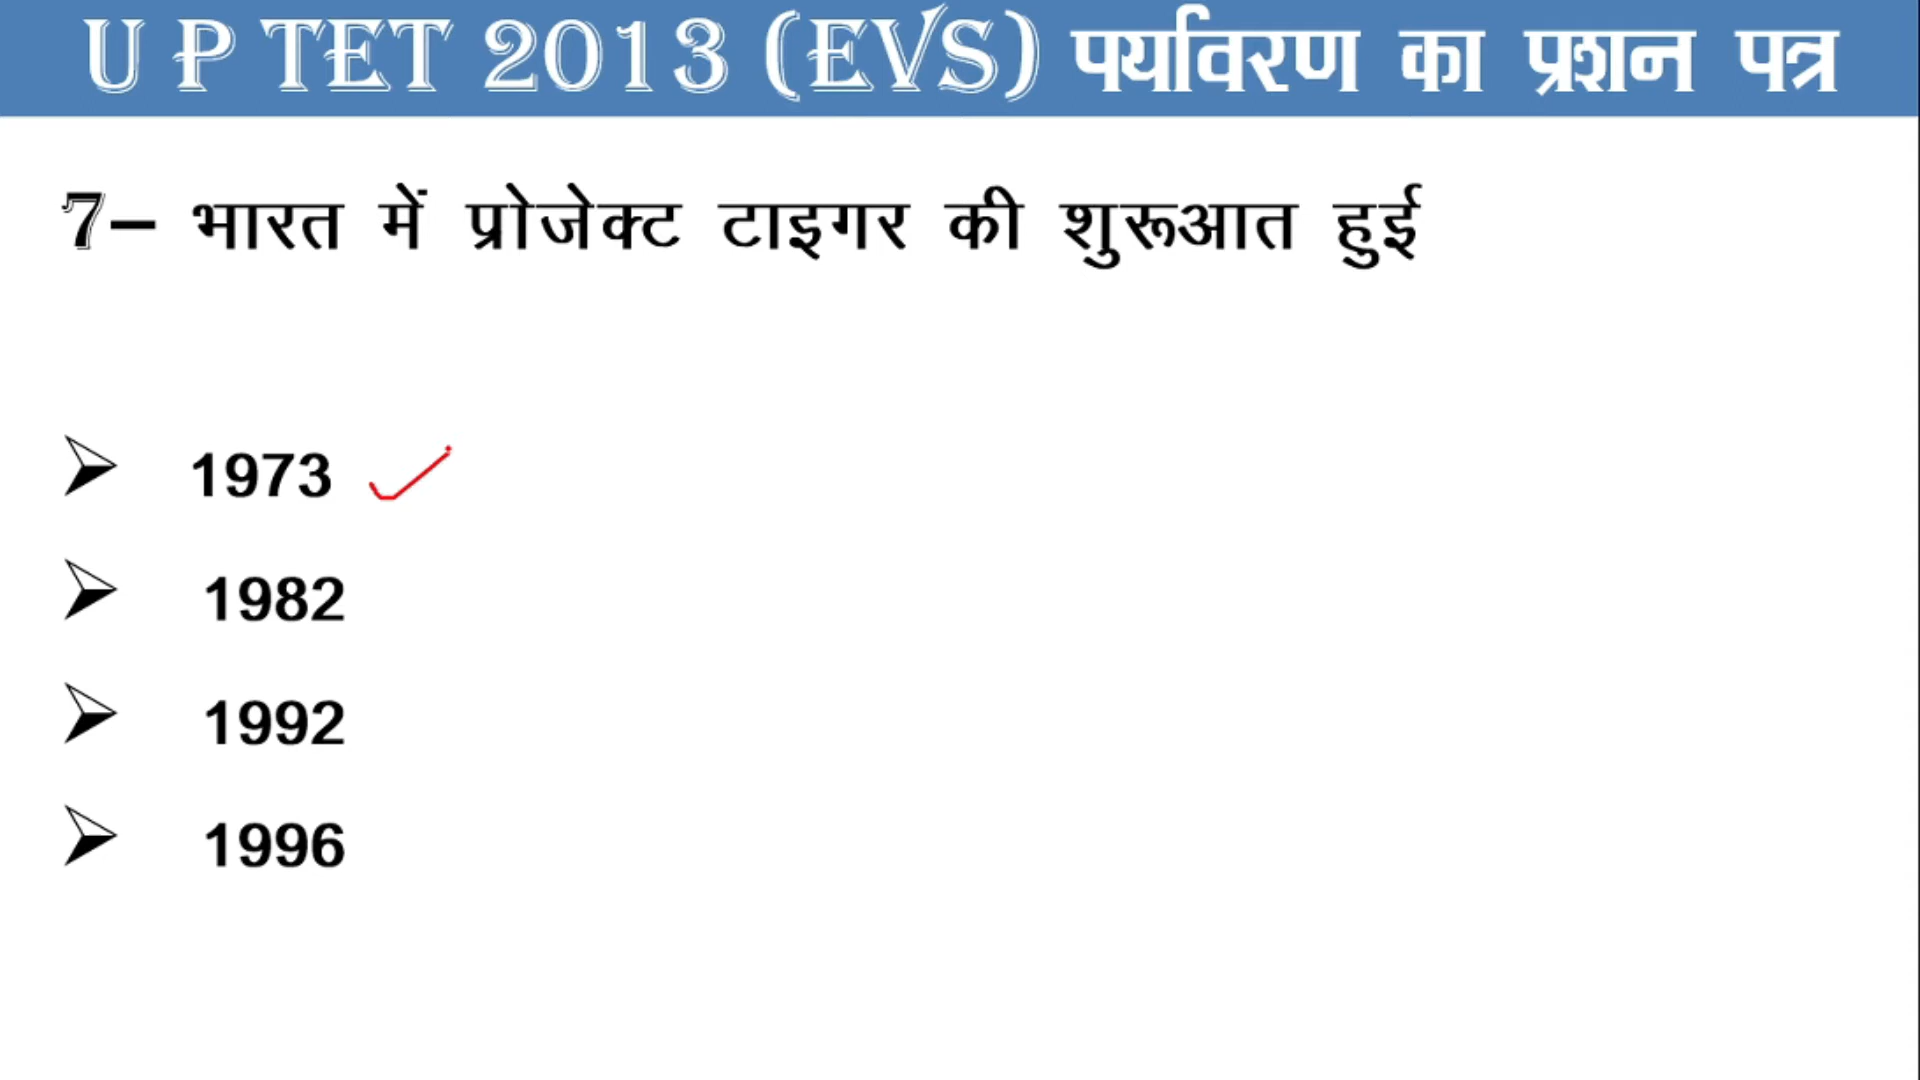 U P TET 2013 (EVS) पर्यावरण का प्रशन पत्र
7– भारत में प्रोजेक्ट टाइगर की शुरूआत हुई
1973
1982
1992
1996